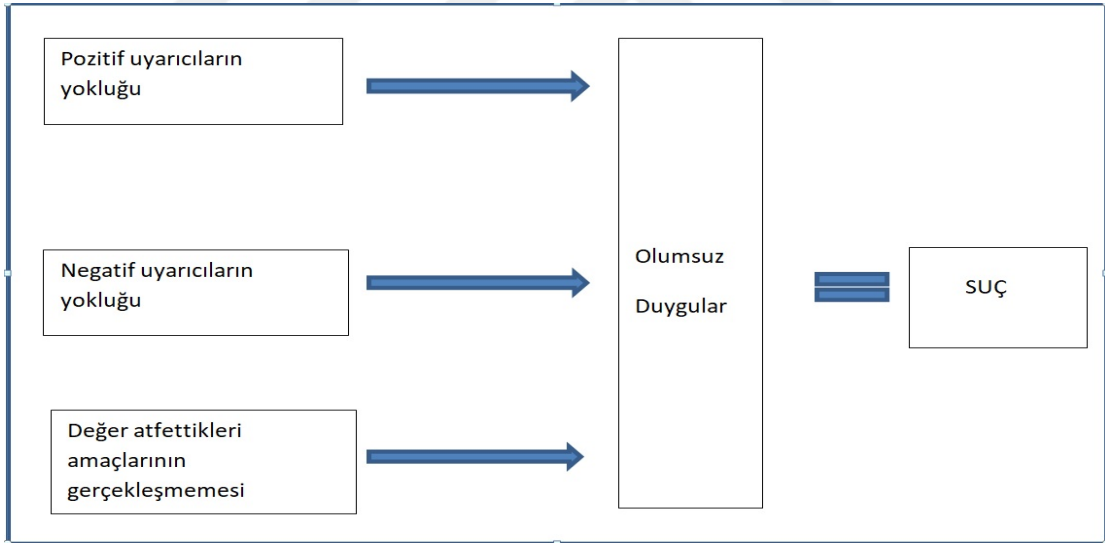 Pozitif uyarıcıların
yokluğu
Negatif uyarıcıların
yokluğu
Değer atfettikleri
amaçlarının
gerçekleşmemesi
Olumsuz
Duygular
SUÇ